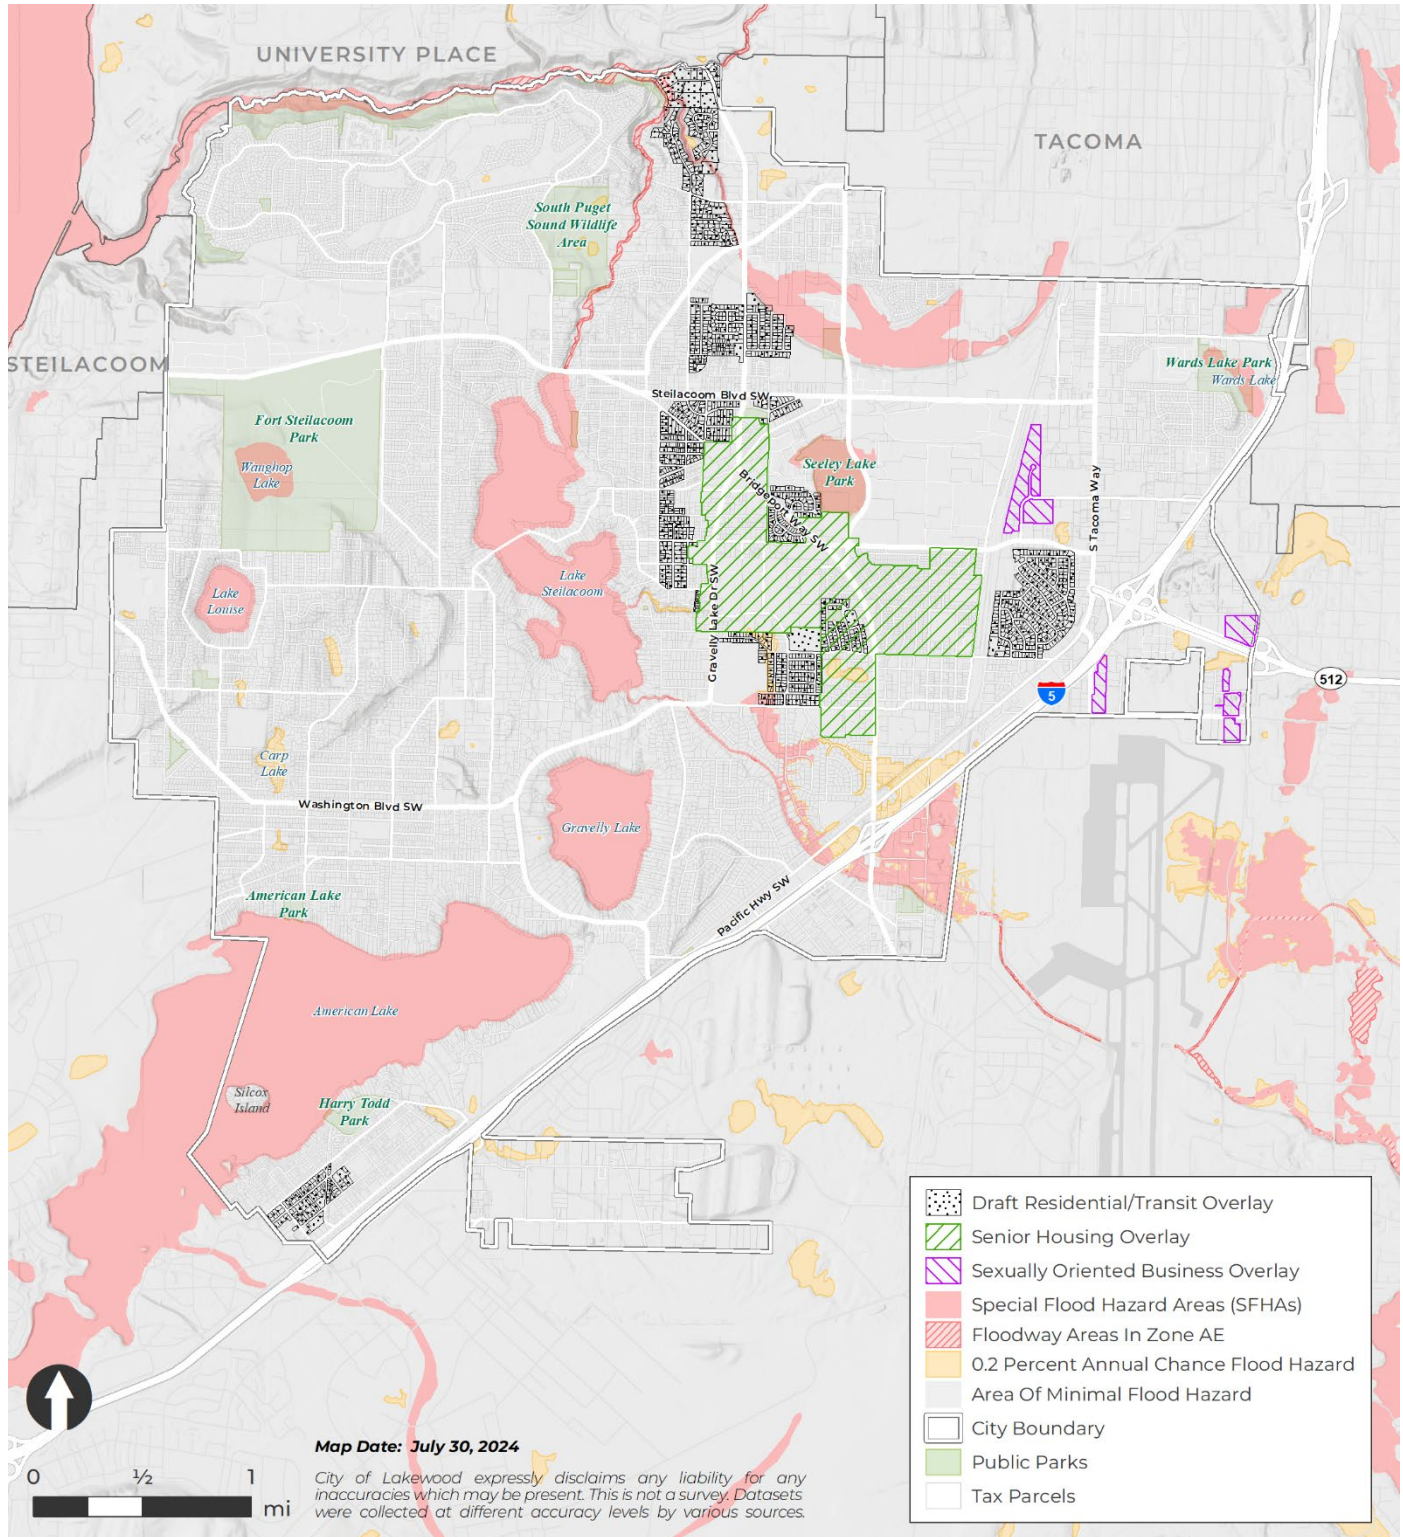 UNIVERSITY PLACE
TACOMA
South Puget
Sound Wildlife
Area
STEILACOOM
Wards Lake Park
Wards Lake
Steilacoom Blvd SW
Fort Steilacoom
Park
Waughop
Lake
Seeley Lake
Park
Bridgeport Way SW
S Tacoma Way
Lake
Louise
Lake
Steilacoom
Gravelly Lake Dr SW
512
5
Carp
Lake
Washington Blvd SW
Gravelly Lake
American Lake
Park
Pacific Hwy SW
American Lake
Silcox
Island
Harry Todd
Park
Draft Residential/Transit Overlay
Senior Housing Overlay
Sexually Oriented Business Overlay
Special Flood Hazard Areas (SFHAs)
Floodway Areas In Zone AE
0.2 Percent Annual Chance Flood Hazard
Area Of Minimal Flood Hazard
City Boundary
Public Parks
Tax Parcels
Map Date: July 30, 2024
City of Lakewood expressly disclaims any liability for any
inaccuracies which may be present. This is not a survey. Datasets
were collected at different accuracy levels by various sources.
0 ½ 1
mi